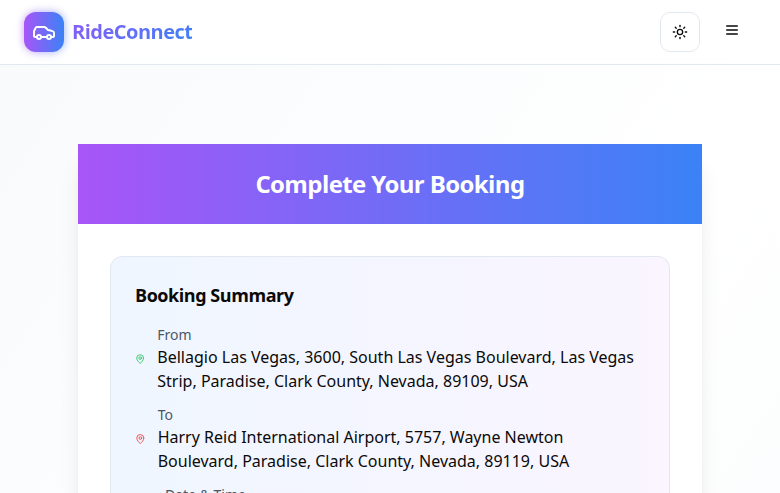 RideConnect
Complete Your Booking
Booking Summary
From
Bellagio Las Vegas, 3600, South Las Vegas Boulevard, Las Vegas
Strip, Paradise, Clark County, Nevada, 89109, USA
To
Harry Reid International Airport, 5757, Wayne Newton
Boulevard, Paradise, Clark County, Nevada, 89119, USA
Date & Time